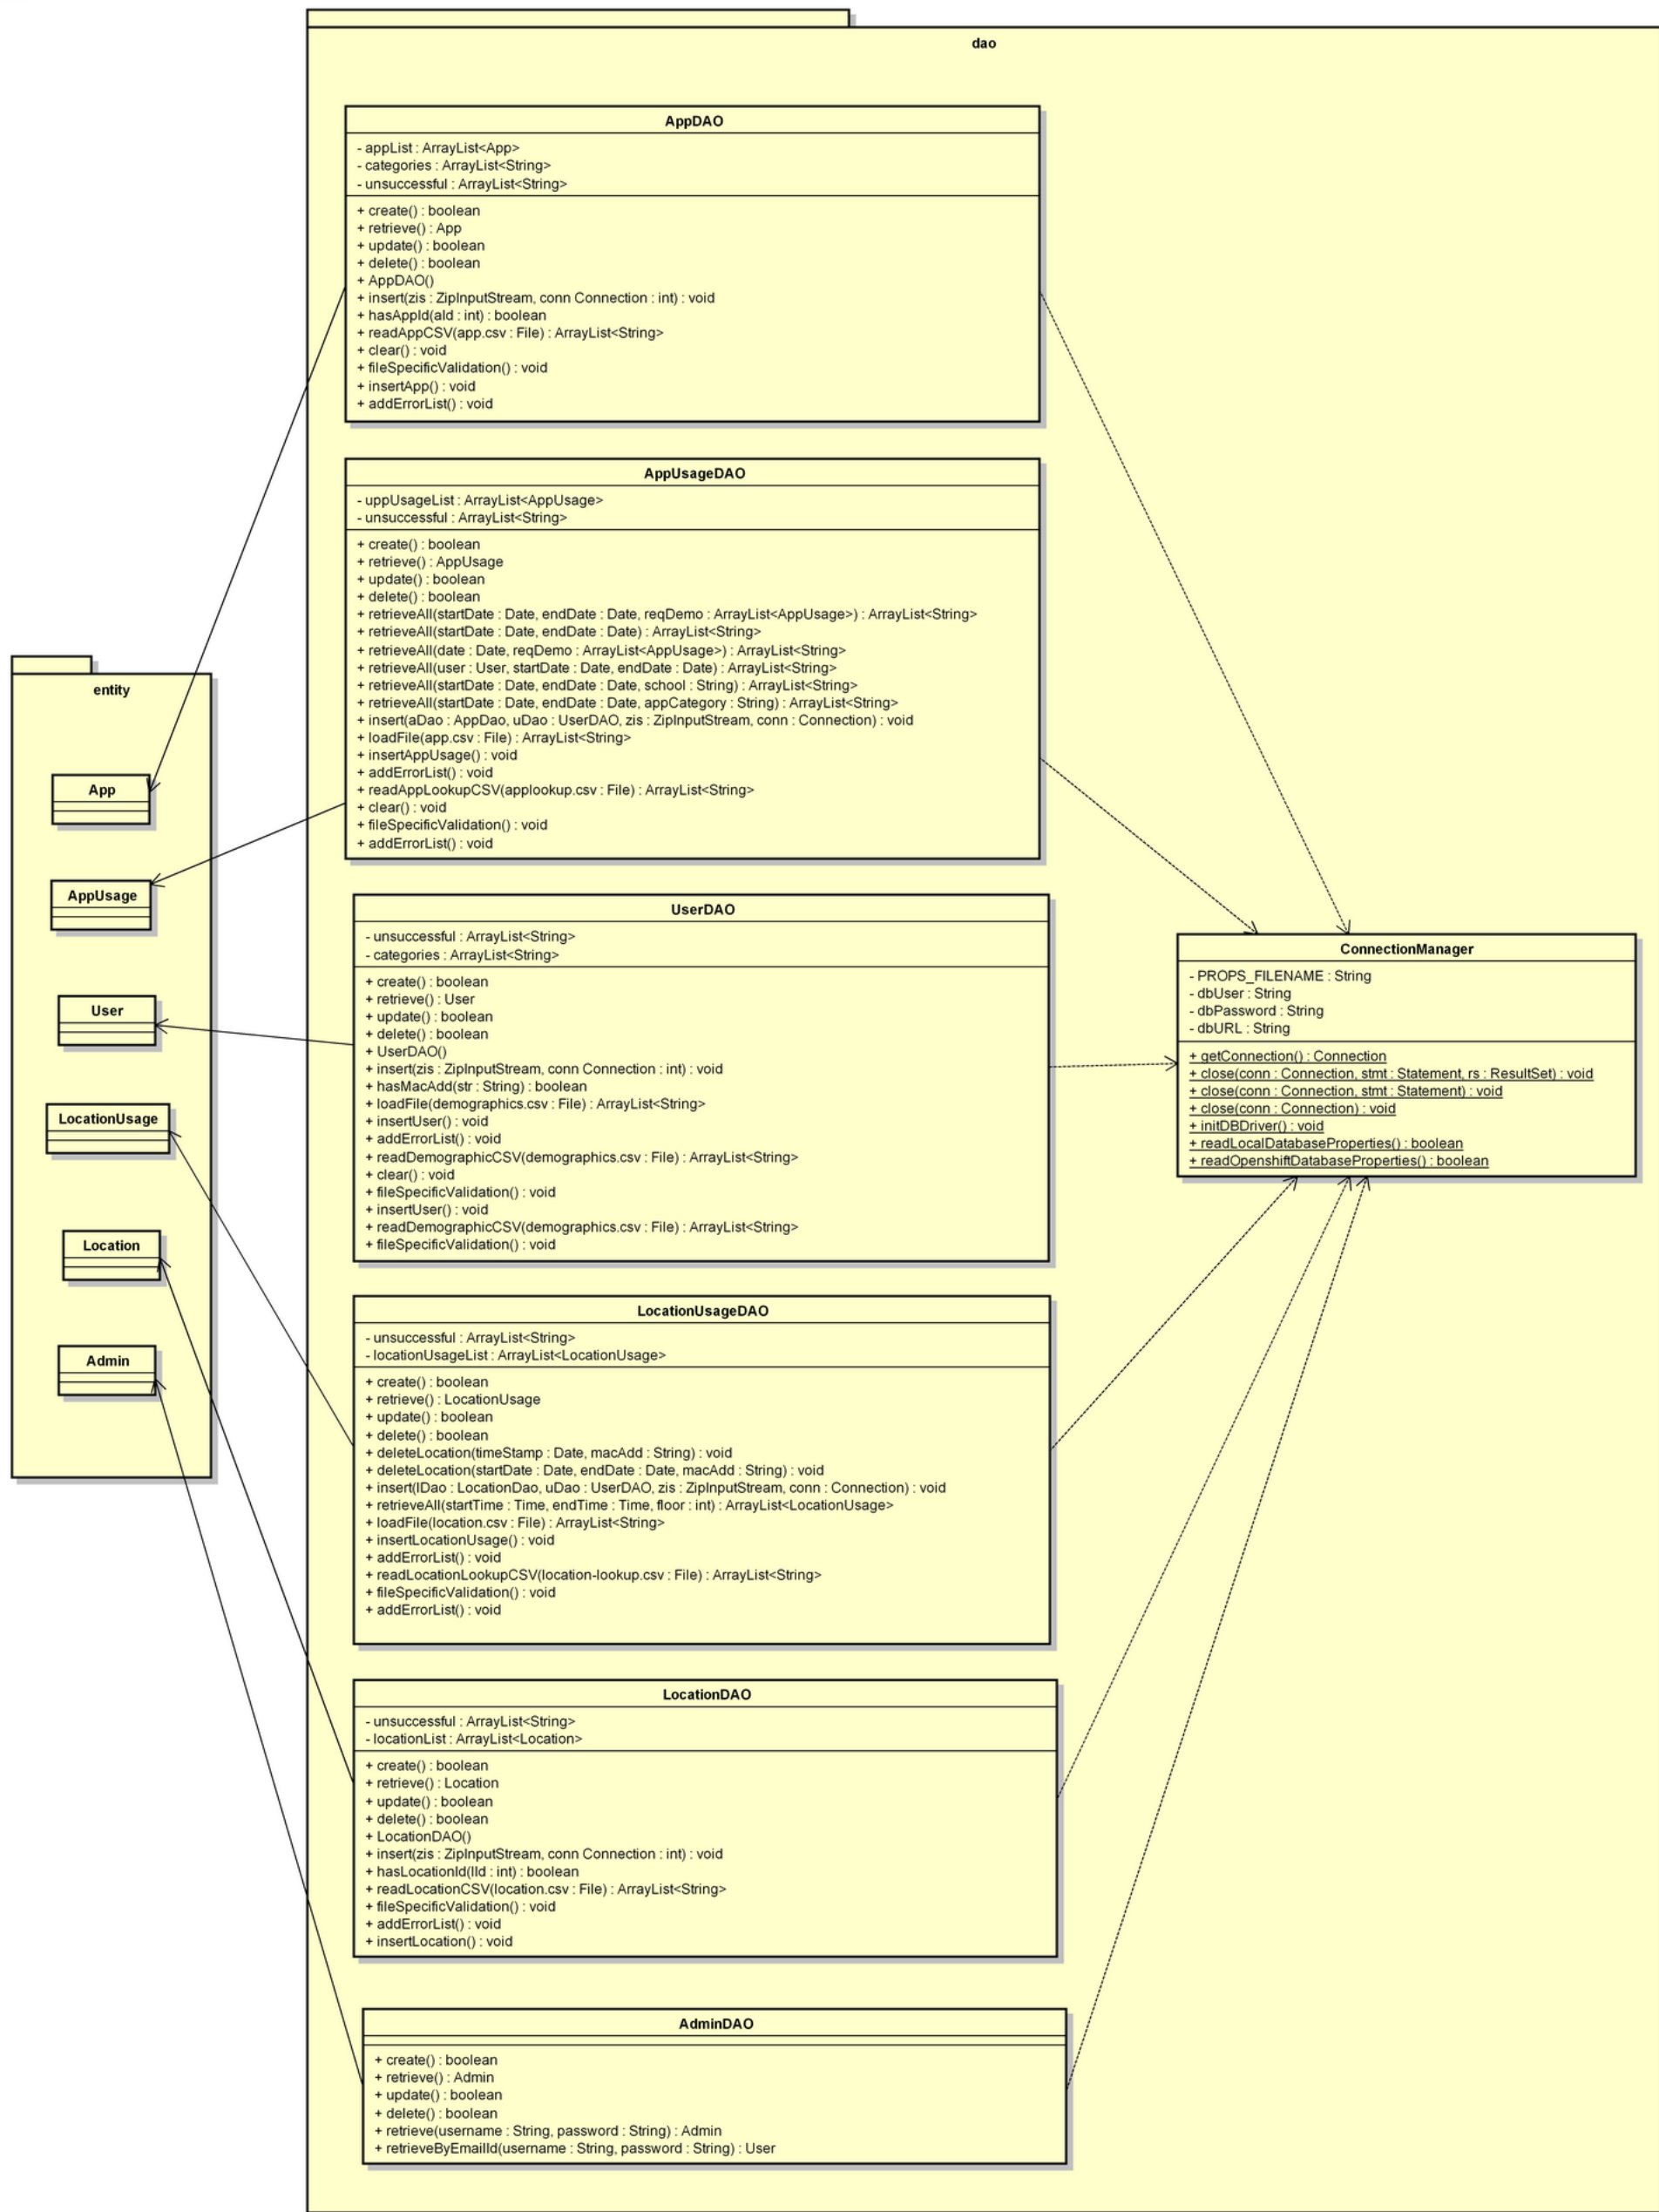 dao
AppDAO
- appList : ArrayList<App>
- categories : ArrayList<String>
- unsuccessful : ArrayList<String>
+ create() : boolean
+ retrieve() : App
+ update() : boolean
+ delete() : boolean
+ AppDAO()
+ insert(zis : ZipInputStream, conn Connection : int) : void
+ hasAppId(aId : int) : boolean
+ readAppCSV(app.csv : File) : ArrayList<String>
+ clear() : void
+ fileSpecificValidation() : void
+ insertApp() : void
+ addErrorList() : void
AppUsageDAO
- uppUsageList : ArrayList<AppUsage>
- unsuccessful : ArrayList<String>
+ create() : boolean
+ retrieve() : AppUsage
+ update() : boolean
+ delete() : boolean
+ retrieveAll(startDate : Date, endDate : Date, reqDemo : ArrayList<AppUsage>) : ArrayList<String>
+ retrieveAll(startDate : Date, endDate : Date) : ArrayList<String>
+ retrieveAll(date : Date, reqDemo : ArrayList<AppUsage>) : ArrayList<String>
+ retrieveAll(user : User, startDate : Date, endDate : Date) : ArrayList<String>
+ retrieveAll(startDate : Date, endDate : Date, school : String) : ArrayList<String>
+ retrieveAll(startDate : Date, endDate : Date, appCategory : String) : ArrayList<String>
+ insert(aDao : AppDao, uDao : UserDAO, zis : ZipInputStream, conn : Connection) : void
+ loadFile(app.csv : File) : ArrayList<String>
+ insertAppUsage() : void
+ addErrorList() : void
+ readAppLookupCSV(applookup.csv : File) : ArrayList<String>
+ clear() : void
+ fileSpecificValidation() : void
+ addErrorList() : void
entity
App
AppUsage
User
LocationUsage
Location
Admin
UserDAO
- unsuccessful : ArrayList<String>
- categories : ArrayList<String>
+ create() : boolean
+ retrieve() : User
+ update() : boolean
+ delete() : boolean
+ UserDAO()
+ insert(zis : ZipInputStream, conn Connection : int) : void
+ hasMacAdd(str : String) : boolean
+ loadFile(demographics.csv : File) : ArrayList<String>
+ insertUser() : void
+ addErrorList() : void
+ readDemographicCSV(demographics.csv : File) : ArrayList<String>
+ clear() : void
+ fileSpecificValidation() : void
+ insertUser() : void
+ readDemographicCSV(demographics.csv : File) : ArrayList<String>
+ fileSpecificValidation() : void
ConnectionManager
- PROPS_FILENAME : String
- dbUser : String
- dbPassword : String
- dbURL : String
+ getConnection() : Connection
+ close(conn : Connection, stmt : Statement, rs : ResultSet) : void
+ close(conn : Connection, stmt : Statement) : void
+ close(conn : Connection) : void
+ initDBDriver() : void
+ readLocalDatabaseProperties() : boolean
+ readOpenshiftDatabaseProperties() : boolean
LocationUsageDAO
- unsuccessful : ArrayList<String>
- locationUsageList : ArrayList<LocationUsage>
+ create() : boolean
+ retrieve() : LocationUsage
+ update() : boolean
+ delete() : boolean
+ deleteLocation(timeStamp : Date, macAdd : String) : void
+ deleteLocation(startDate : Date, endDate : Date, macAdd : String) : void
+ insert(lDao : LocationDao, uDao : UserDAO, zis : ZipInputStream, conn : Connection) : void
+ retrieveAll(startTime : Time, endTime : Time, floor : int) : ArrayList<LocationUsage>
+ loadFile(location.csv : File) : ArrayList<String>
+ insertLocationUsage() : void
+ addErrorList() : void
+ readLocationLookupCSV(location-lookup.csv : File) : ArrayList<String>
+ fileSpecificValidation() : void
+ addErrorList() : void
LocationDAO
- unsuccessful : ArrayList<String>
- locationList : ArrayList<Location>
+ create() : boolean
+ retrieve() : Location
+ update() : boolean
+ delete() : boolean
+ LocationDAO()
+ insert(zis : ZipInputStream, conn Connection : int) : void
+ hasLocationId(lId : int) : boolean
+ readLocationCSV(location.csv : File) : ArrayList<String>
+ fileSpecificValidation() : void
+ addErrorList() : void
+ insertLocation() : void
AdminDAO
+ create() : boolean
+ retrieve() : Admin
+ update() : boolean
+ delete() : boolean
+ retrieve(username : String, password : String) : Admin
+ retrieveByEmailId(username : String, password : String) : User